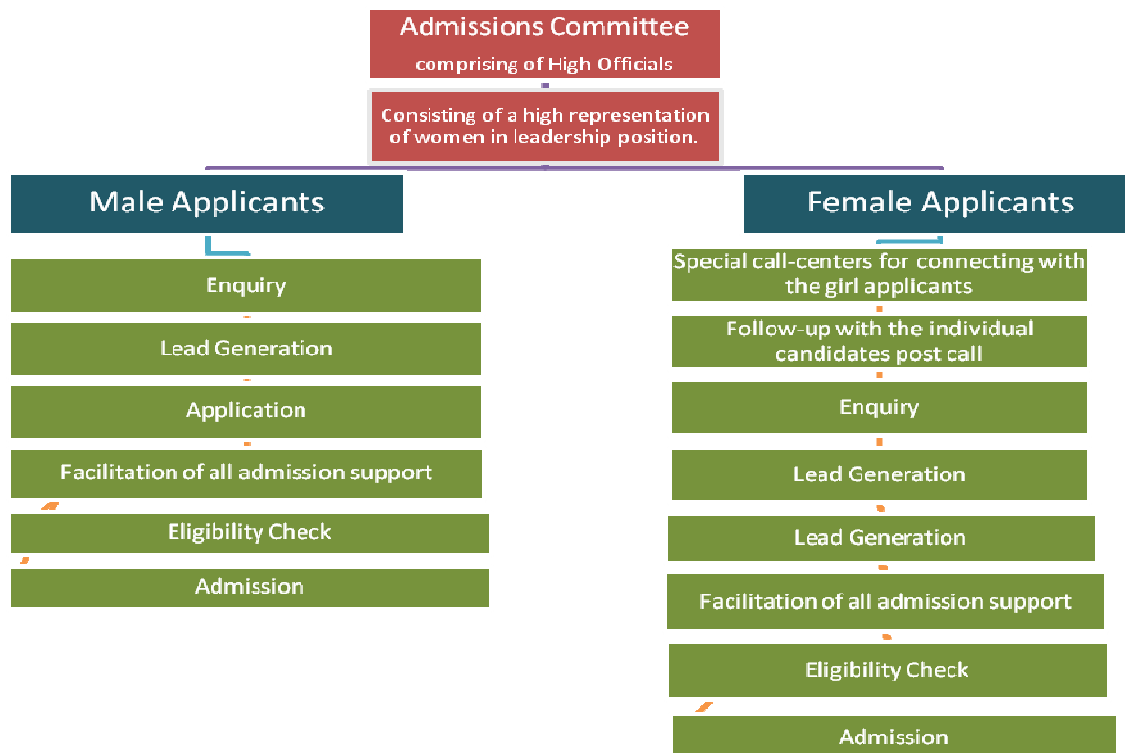 Admissions Committee
comprising of High Officials
Consisting of a high representation
of women in leadership position.
Male Applicants
Enquiry
Lead Generation
Application
Facilitation of all admission support
Eligibility Check
Admission
Female Applicants
Special call-centers for connecting with
the girl applicants
Follow-up with the individual
candidates post call
Enquiry
Lead Generation
Lead Generation
Facilitation of all admission support
Eligibility Check
Admission